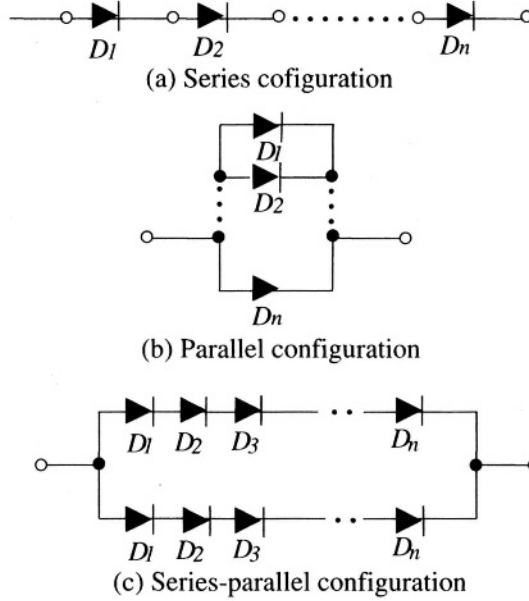 D1 D2 Dn
(a) Series cofiguration
D1
D2
Dn
(b) Parallel configuration
D1 D2 D3 Dn
D1 D2 D3 Dn
(c) Series-parallel configuration